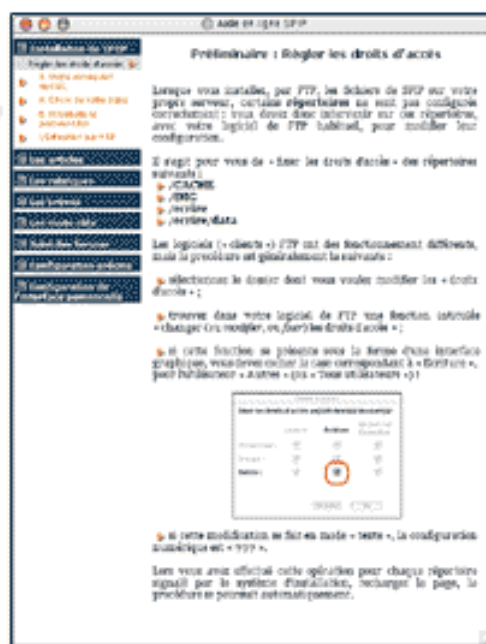 Aide en ligne SPIP
Installation de SPIP
Régler les droits d'accès
Les articles
Les rubriques
Les brèves
Configuration précise
Configuration de
l'interface personnelle
Préliminaire : Régler les droits d'accès
Lorsque vous installez, par FTP, les fichiers de SPIP sur votre
propre serveur, certains répertoires ne sont pas configurés
correctement : vous devez donc intervenir sur ces répertoires,
avec votre logiciel de FTP habituel, pour modifier leur
configuration.
Il s'agit pour vous de « fixer les droits d'accès » des répertoires
suivants :
/CACHE
/IMG
/ecrire
/ecrire/data
Les logiciels (« clients ») FTP ont des fonctionnement différents,
mais la procédure est généralement la suivante :
sélectionnez le dossier dont vous voulez modifier les « droits
d'accès » ;
trouvez dans votre logiciel de FTP une fonction intitulée
« changer (ou modifier, ou fixer) les droits d'accès » ;
si cette fonction se présente sous la forme d'une interface
graphique, vous devez cocher la case correspondant à « Ecriture »,
pour l'utilisateur « Autres » (ou « Tous utilisateurs ») ;
Ecriture
si cette modification se fait en mode « texte », la configuration
numérique est « 777 ».
Lors vous avez effectué cette opération pour chaque répertoire
signalé par le système d'installation, rechargez la page, la
procédure se poursuit automatiquement.